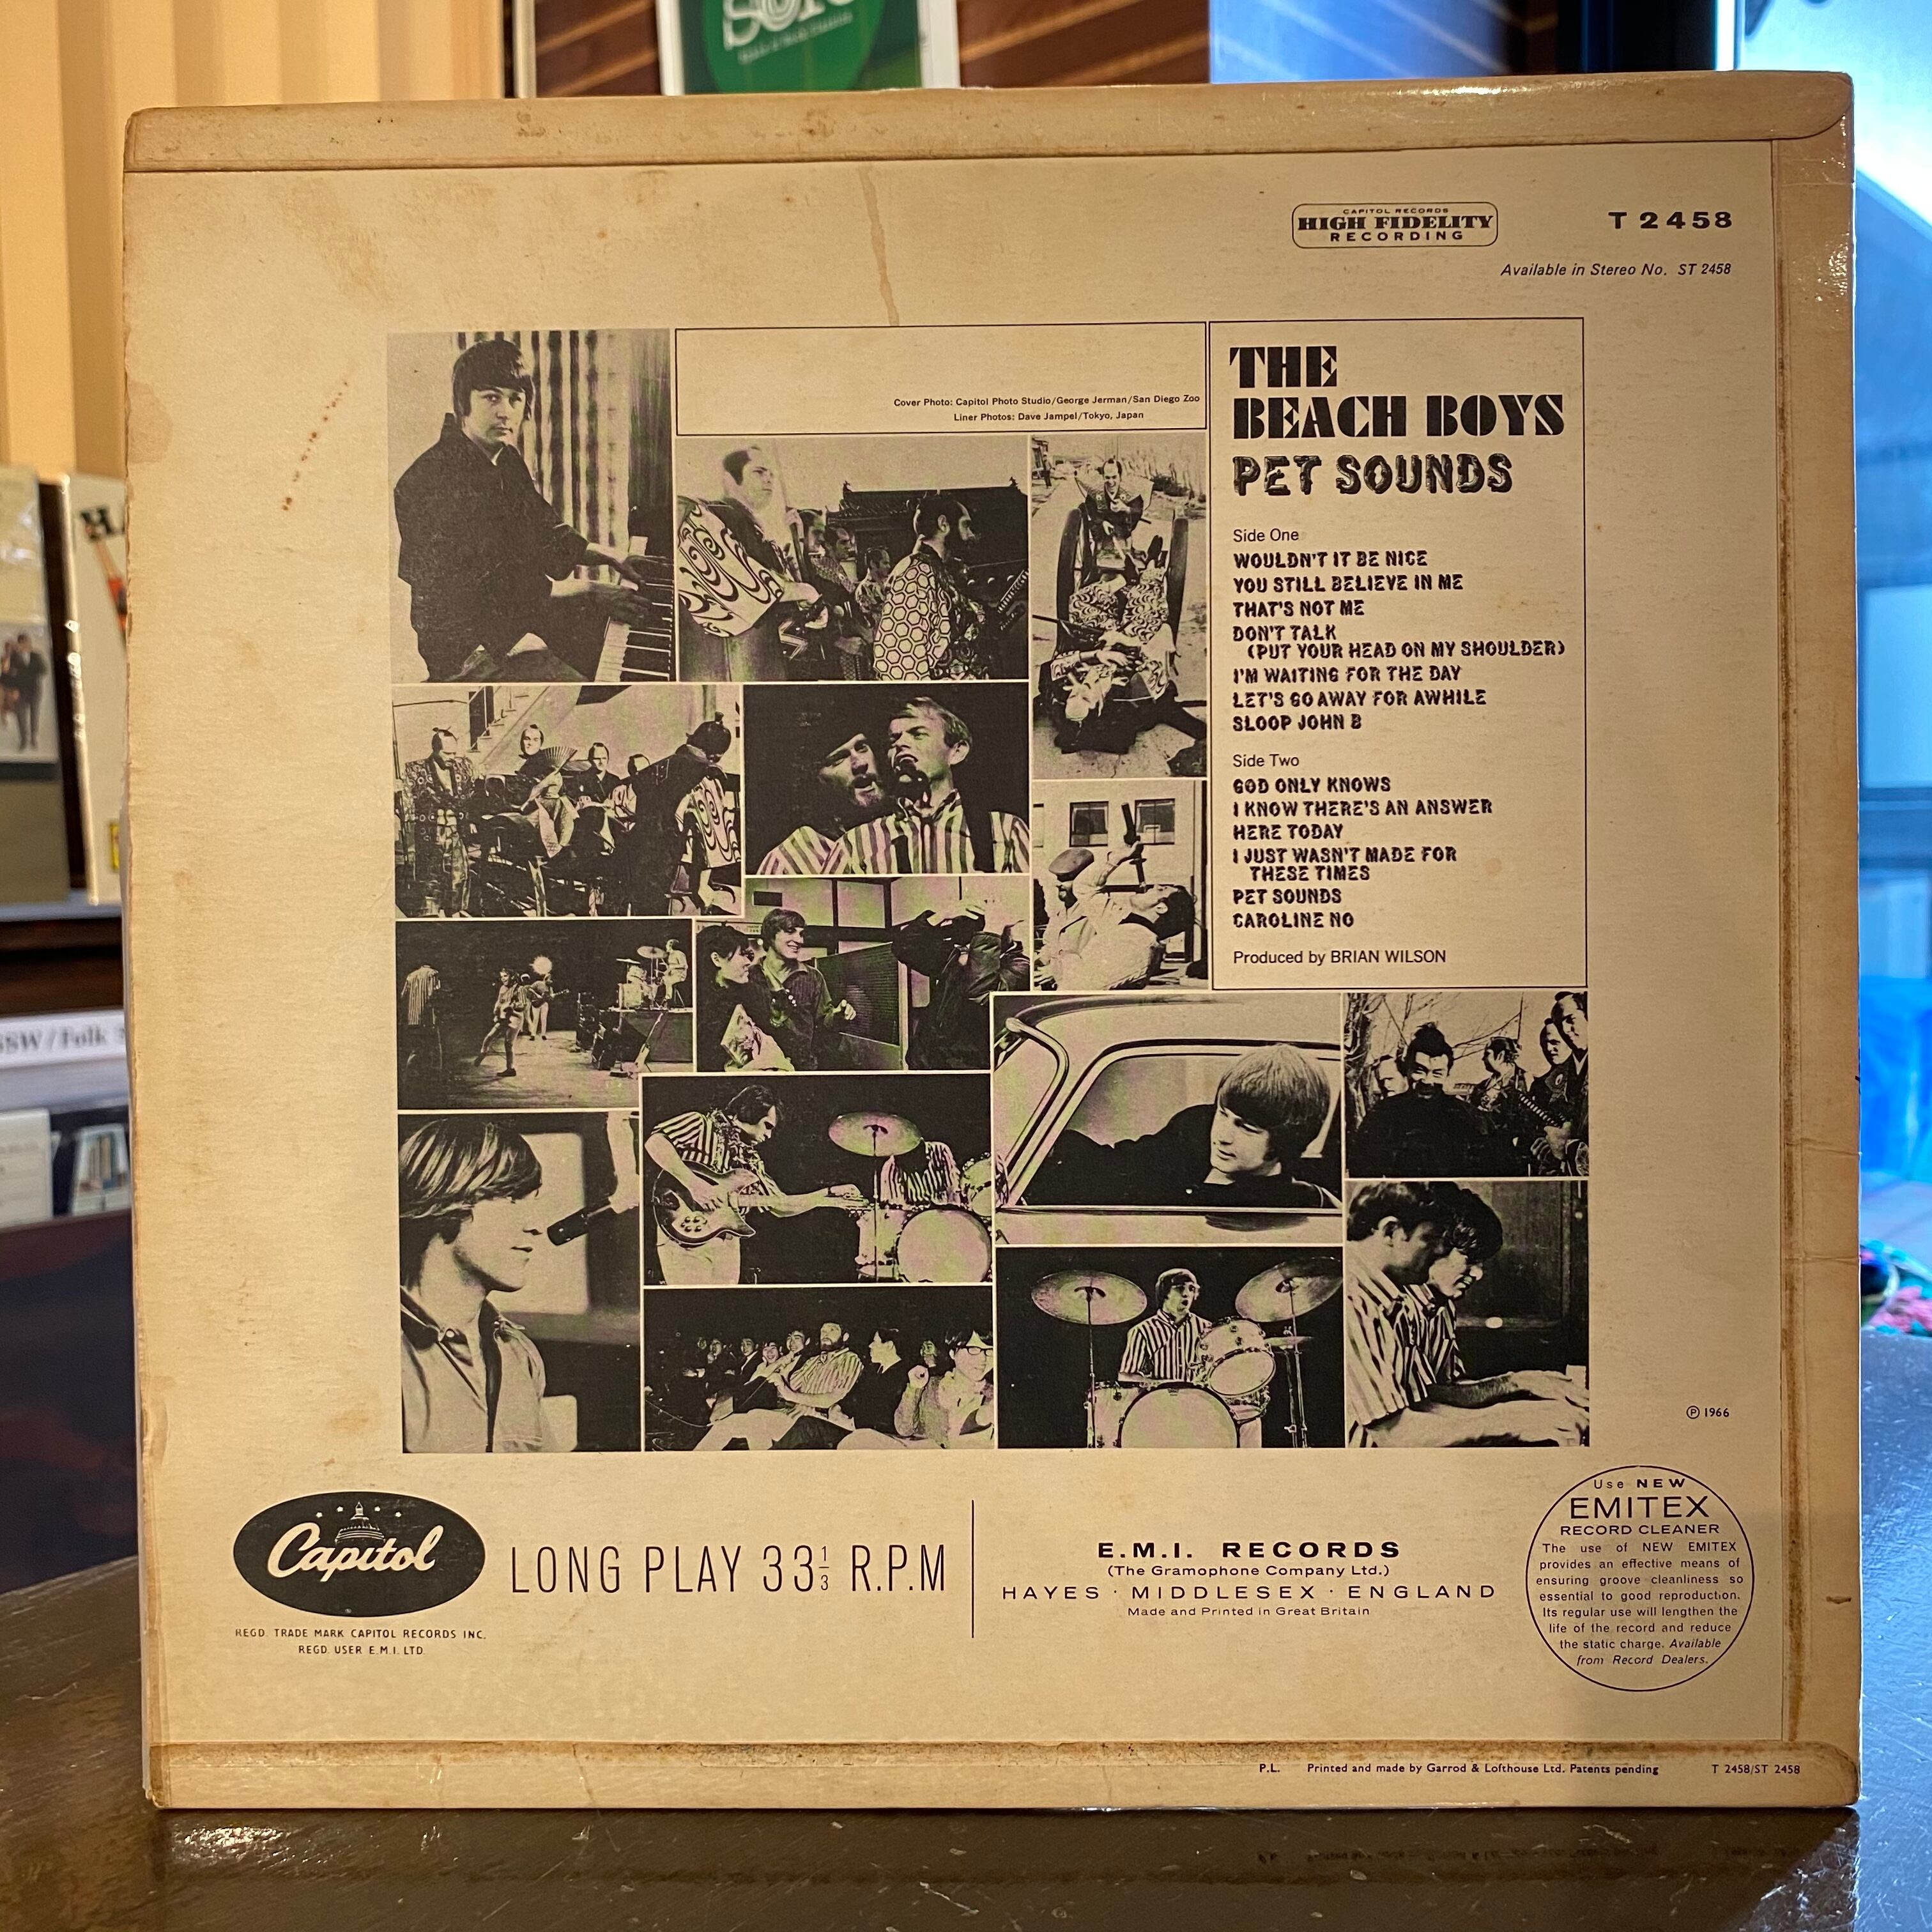 CAPITOL RECORDS
HIGH FIDELITY
RECORDING
T 2458
Available in Stereo No. ST 2458
Cover Photo: Capitol Photo Studio/George Jerman/San Diego Zoo
Liner Photos: Dave Jampel/Tokyo, Japan
THE
BEACH BOYS
PET SOUNDS
Side One
WOULDN'T IT BE NICE
YOU STILL BELIEVE IN ME
THAT'S NOT ME
DON'T TALK
(PUT YOUR HEAD ON MY SHOULDER)
I'M WAITING FOR THE DAY
LET'S GO AWAY FOR AWHILE
SLOOP JOHN B
Side Two
GOD ONLY KNOWS
I KNOW THERE'S AN ANSWER
HERE TODAY
I JUST WASN'T MADE FOR
THESE TIMES
PET SOUNDS
CAROLINE NO
Produced by BRIAN WILSON
SSW/Folk
℗ 1966
Capitol
REGD. TRADE MARK CAPITOL RECORDS INC.
REGD. USER E.M.I. LTD.
LONG PLAY 33 1/3 R.P.M
E.M.I. RECORDS
(The Gramophone Company Ltd.)
HAYES · MIDDLESEX · ENGLAND
Made and Printed in Great Britain
Use NEW
EMITEX
RECORD CLEANER
The use of NEW EMITEX
provides an effective means of
ensuring groove cleanliness so
essential to good reproduction.
Its regular use will lengthen the
life of the record and reduce
the static charge. Available
from Record Dealers.
P.L. Printed and made by Garrod & Lofthouse Ltd. Patents pending T 2458/ST 2458